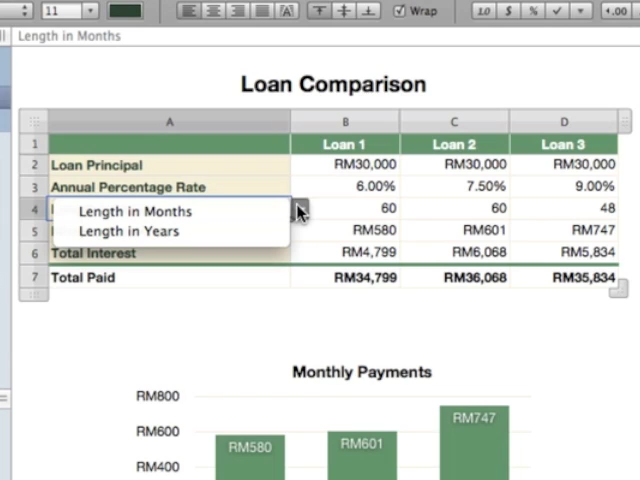 11
Wrap
1.0 $ % ✓ +.00
Length in Months
Loan Comparison
A B C D
1 Loan 1 Loan 2 Loan 3
2 Loan Principal RM30,000 RM30,000 RM30,000
3 Annual Percentage Rate 6.00% 7.50% 9.00%
4 60 60 48
Length in Months
Length in Years
5 RM580 RM601 RM747
6 Total Interest RM4,799 RM6,068 RM5,834
7 Total Paid RM34,799 RM36,068 RM35,834
Monthly Payments
RM800
RM747
RM600
RM580 RM601
RM400